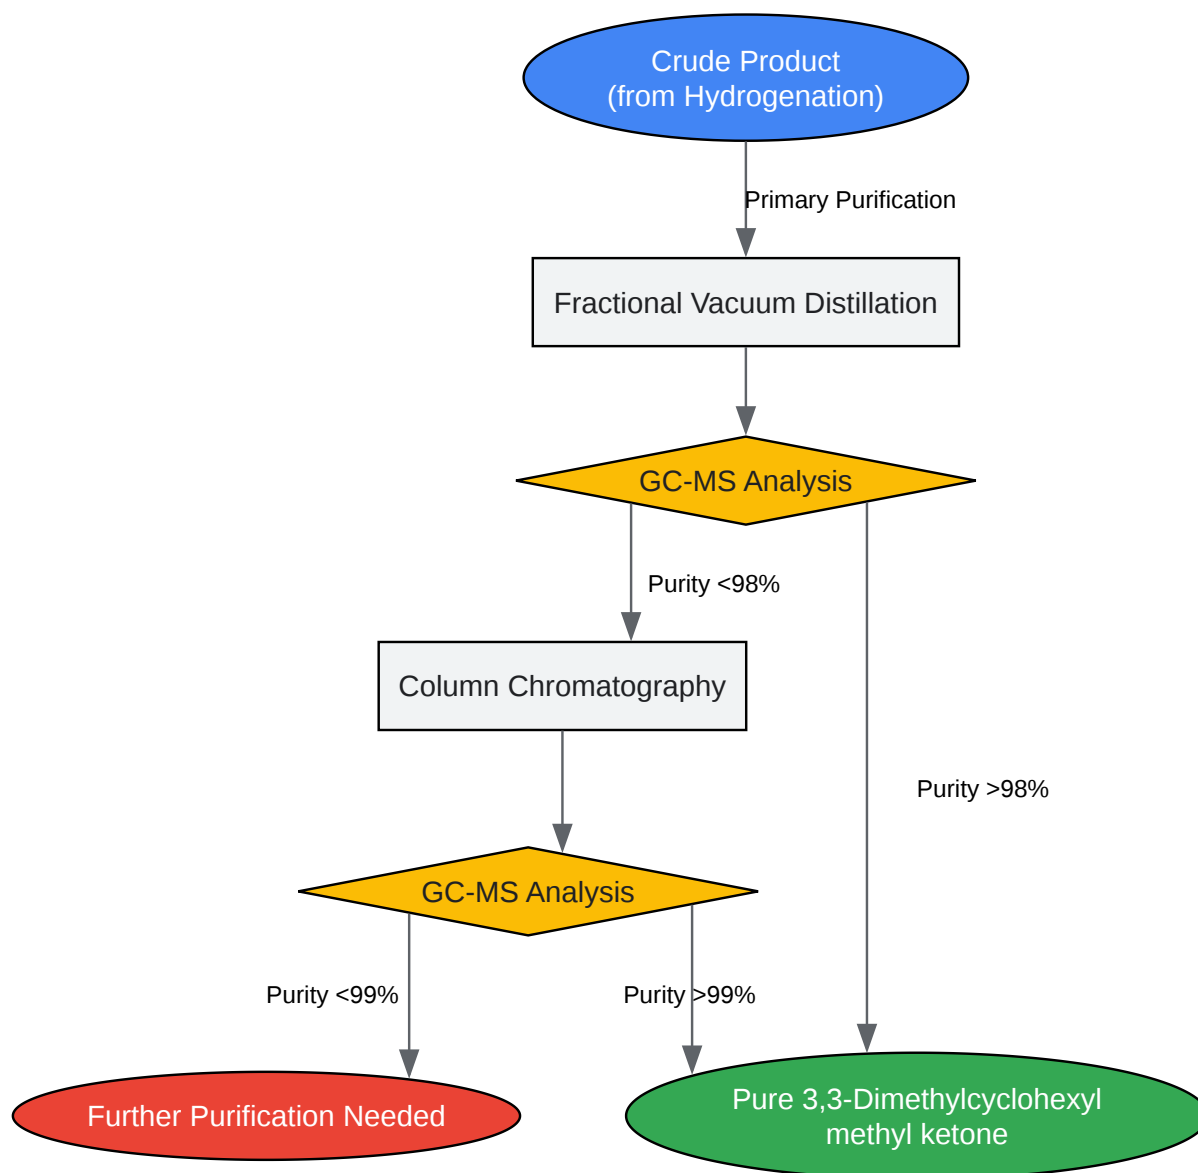 Crude Product
(from Hydrogenation)
Primary Purification
Fractional Vacuum Distillation
GC-MS Analysis
Purity <98%
Column Chromatography
Purity >98%
GC-MS Analysis
Purity <99%
Purity >99%
Further Purification Needed
Pure 3,3-Dimethylcyclohexyl
methyl ketone